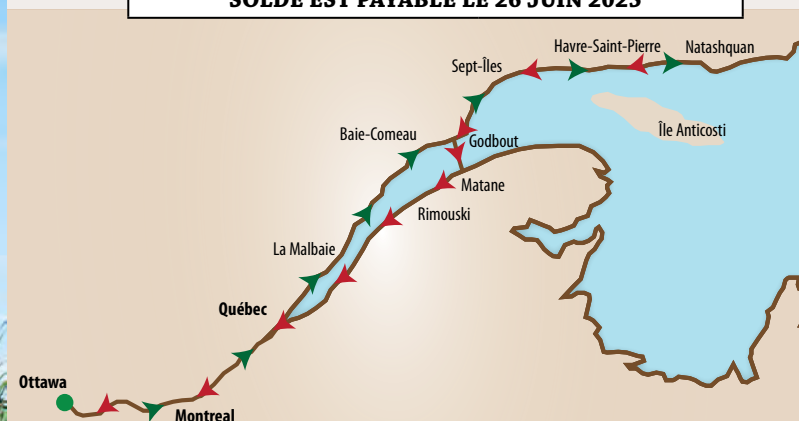 SOLDE EST PAYABLE LE 26 JUIN 2025
Havre-Saint-Pierre
Natashquan
Sept-Îles
Île Anticosti
Baie-Comeau
Godbout
Matane
Rimouski
La Malbaie
Québec
Ottawa
Montreal